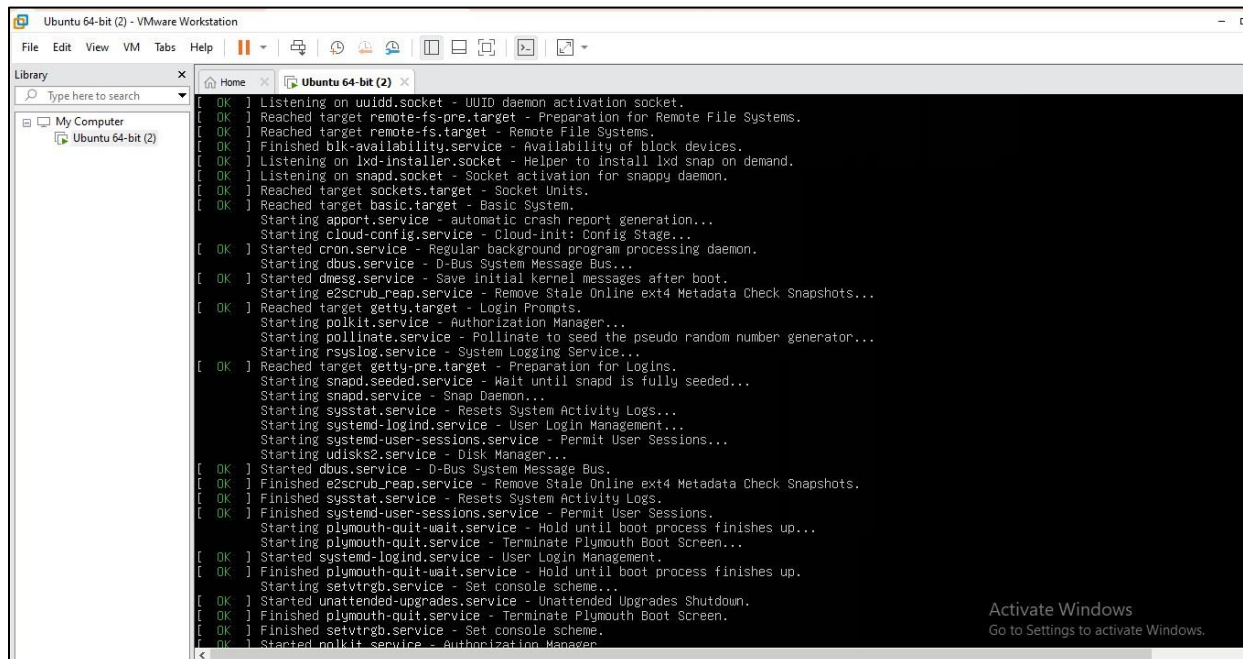 Ubuntu 64-bit (2) - VMware Workstation
File Edit View VM Tabs Help
Library
Home
Ubuntu 64-bit (2)
Type here to search
My Computer
Ubuntu 64-bit (2)
[ OK ] Listening on uuidd.socket - UUID daemon activation socket.
[ OK ] Reached target remote-fs-pre.target - Preparation for Remote File Systems.
[ OK ] Reached target remote-fs.target - Remote File Systems.
[ OK ] Finished blk-availability.service - Availability of block devices.
[ OK ] Listening on lxd-installer.socket - Helper to install lxd snap on demand.
[ OK ] Listening on snapd.socket - Socket activation for snappy daemon.
[ OK ] Reached target sockets.target - Socket Units.
[ OK ] Reached target basic.target - Basic System.
Starting apport.service - automatic crash report generation...
Starting cloud-config.service - Cloud-init: Config Stage...
[ OK ] Started cron.service - Regular background program processing daemon.
Starting dbus.service - D-Bus System Message Bus...
[ OK ] Started dmesg.service - Save initial kernel messages after boot.
Starting e2scrub_reap.service - Remove Stale Online ext4 Metadata Check Snapshots...
[ OK ] Reached target getty.target - Login Prompts.
Starting polkit.service - Authorization Manager...
Starting pollinate.service - Pollinate to seed the pseudo random number generator...
Starting rsyslog.service - System Logging Service...
[ OK ] Reached target getty-pre.target - Preparation for Logins.
Starting snapd.seeded.service - Wait until snapd is fully seeded...
Starting snapd.service - Snap Daemon...
Starting sysstat.service - Resets System Activity Logs...
Starting systemd-logind.service - User Login Management...
Starting systemd-user-sessions.service - Permit User Sessions...
Starting udisks2.service - Disk Manager...
[ OK ] Started dbus.service - D-Bus System Message Bus.
[ OK ] Finished e2scrub_reap.service - Remove Stale Online ext4 Metadata Check Snapshots.
[ OK ] Finished sysstat.service - Resets System Activity Logs.
[ OK ] Finished systemd-user-sessions.service - Permit User Sessions.
Starting plymouth-quit-wait.service - Hold until boot process finishes up...
Starting plymouth-quit.service - Terminate Plymouth Boot Screen...
[ OK ] Started systemd-logind.service - User Login Management.
[ OK ] Finished plymouth-quit-wait.service - Hold until boot process finishes up.
Starting setvtrgb.service - Set console scheme...
[ OK ] Started unattended-upgrades.service - Unattended Upgrades Shutdown.
[ OK ] Finished plymouth-quit.service - Terminate Plymouth Boot Screen.
[ OK ] Finished setvtrgb.service - Set console scheme.
[ OK ] Started polkit.service - Authorization Manager
Activate Windows
Go to Settings to activate Windows.